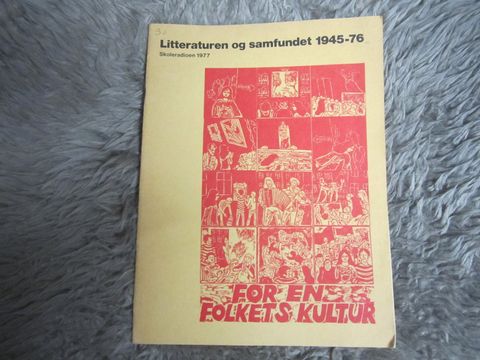 Litteraturen og samfundet 1945-76
Skoleradioen 1977
FOR EN
FOLKETS KULTUR